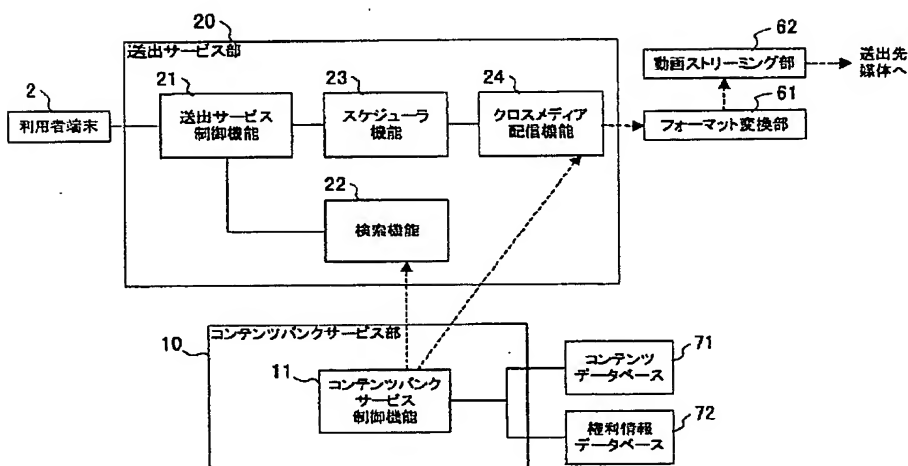 20
送出サービス部
62
動画ストリーミング部
送出先
媒体へ
2
利用者端末
21
送出サービス
制御機能
23
スケジューラ
機能
24
クロスメディア
配信機能
61
フォーマット変換部
22
検索機能
10
コンテンツバンクサービス部
11
コンテンツバンク
サービス
制御機能
71
コンテンツ
データベース
72
権利情報
データベース